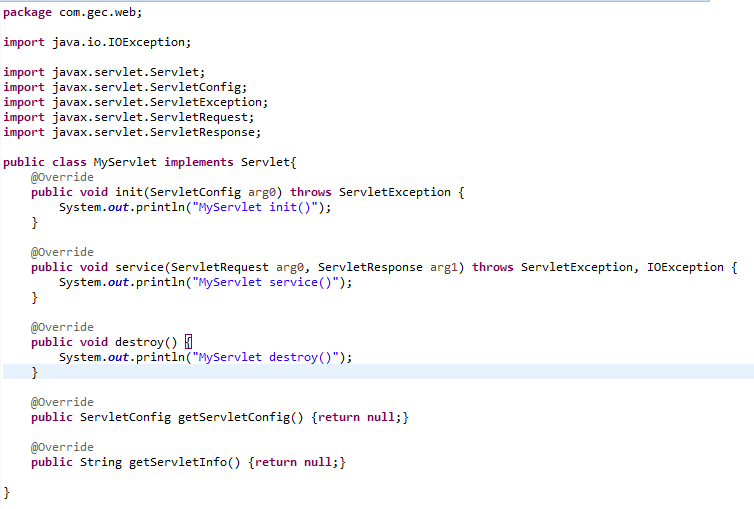 package com.gec.web;
import java.io.IOException;
import javax.servlet.Servlet;
import javax.servlet.ServletConfig;
import javax.servlet.ServletException;
import javax.servlet.ServletRequest;
import javax.servlet.ServletResponse;
public class MyServlet implements Servlet{
@Override
public void init(ServletConfig arg0) throws ServletException {
System.out.println("MyServlet init()");
}
@Override
public void service(ServletRequest arg0, ServletResponse arg1) throws ServletException, IOException {
System.out.println("MyServlet service()");
}
@Override
public void destroy() {
System.out.println("MyServlet destroy()");
}
@Override
public ServletConfig getServletConfig() {return null;}
@Override
public String getServletInfo() {return null;}
}